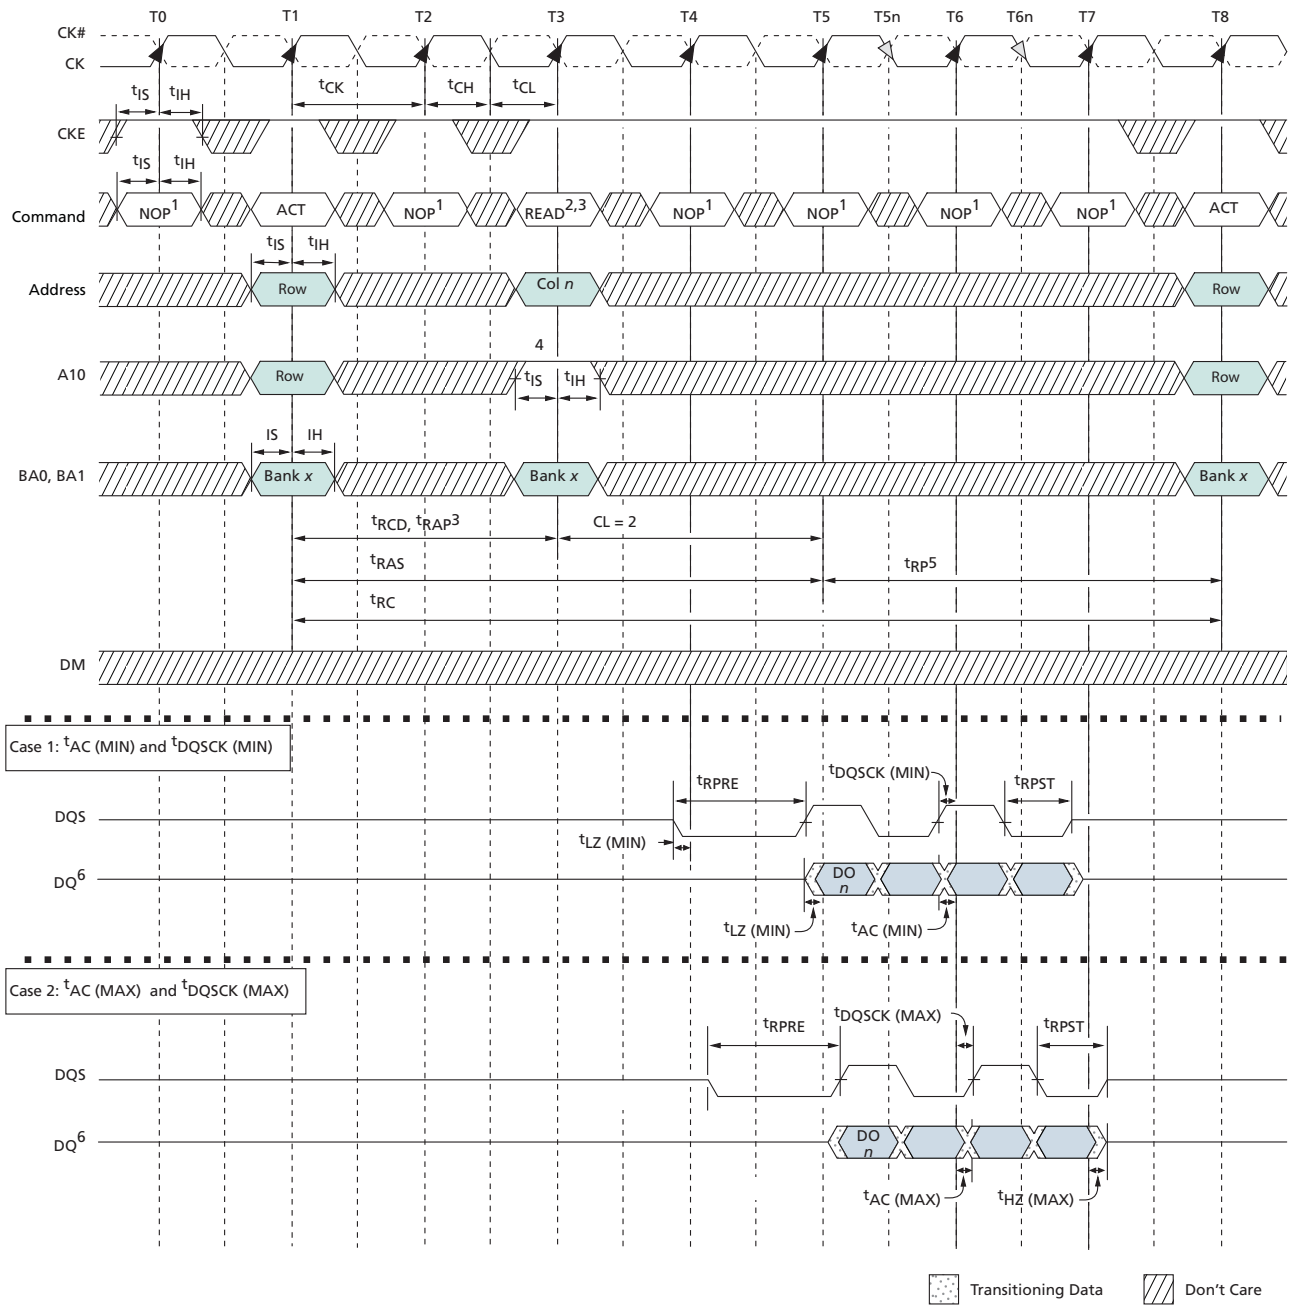 T0 T1 T2 T3 T4 T5 T5n T6 T6n T7 T8
CK#
CK
tIS tIH tCK tCH tCL
CKE
tIS tIH
Command NOP1 ACT NOP1 READ2,3 NOP1 NOP1 NOP1 NOP1 ACT
tIS tIH
Address Row Col n Row
4
A10 Row tIS tIH Row
IS IH
BA0, BA1 Bank x Bank x Bank x
tRCD, tRAP3 CL = 2
tRAS tRP5
tRC
DM
Case 1: tAC (MIN) and tDQSCK (MIN)
tRPRE tDQSCK (MIN) tRPST
DQS
tLZ (MIN)
DQ6 DO n
tLZ (MIN) tAC (MIN)
Case 2: tAC (MAX) and tDQSCK (MAX)
tRPRE tDQSCK (MAX) tRPST
DQS
DQ6 DO n
tAC (MAX) tHZ (MAX)
Transitioning Data Don't Care